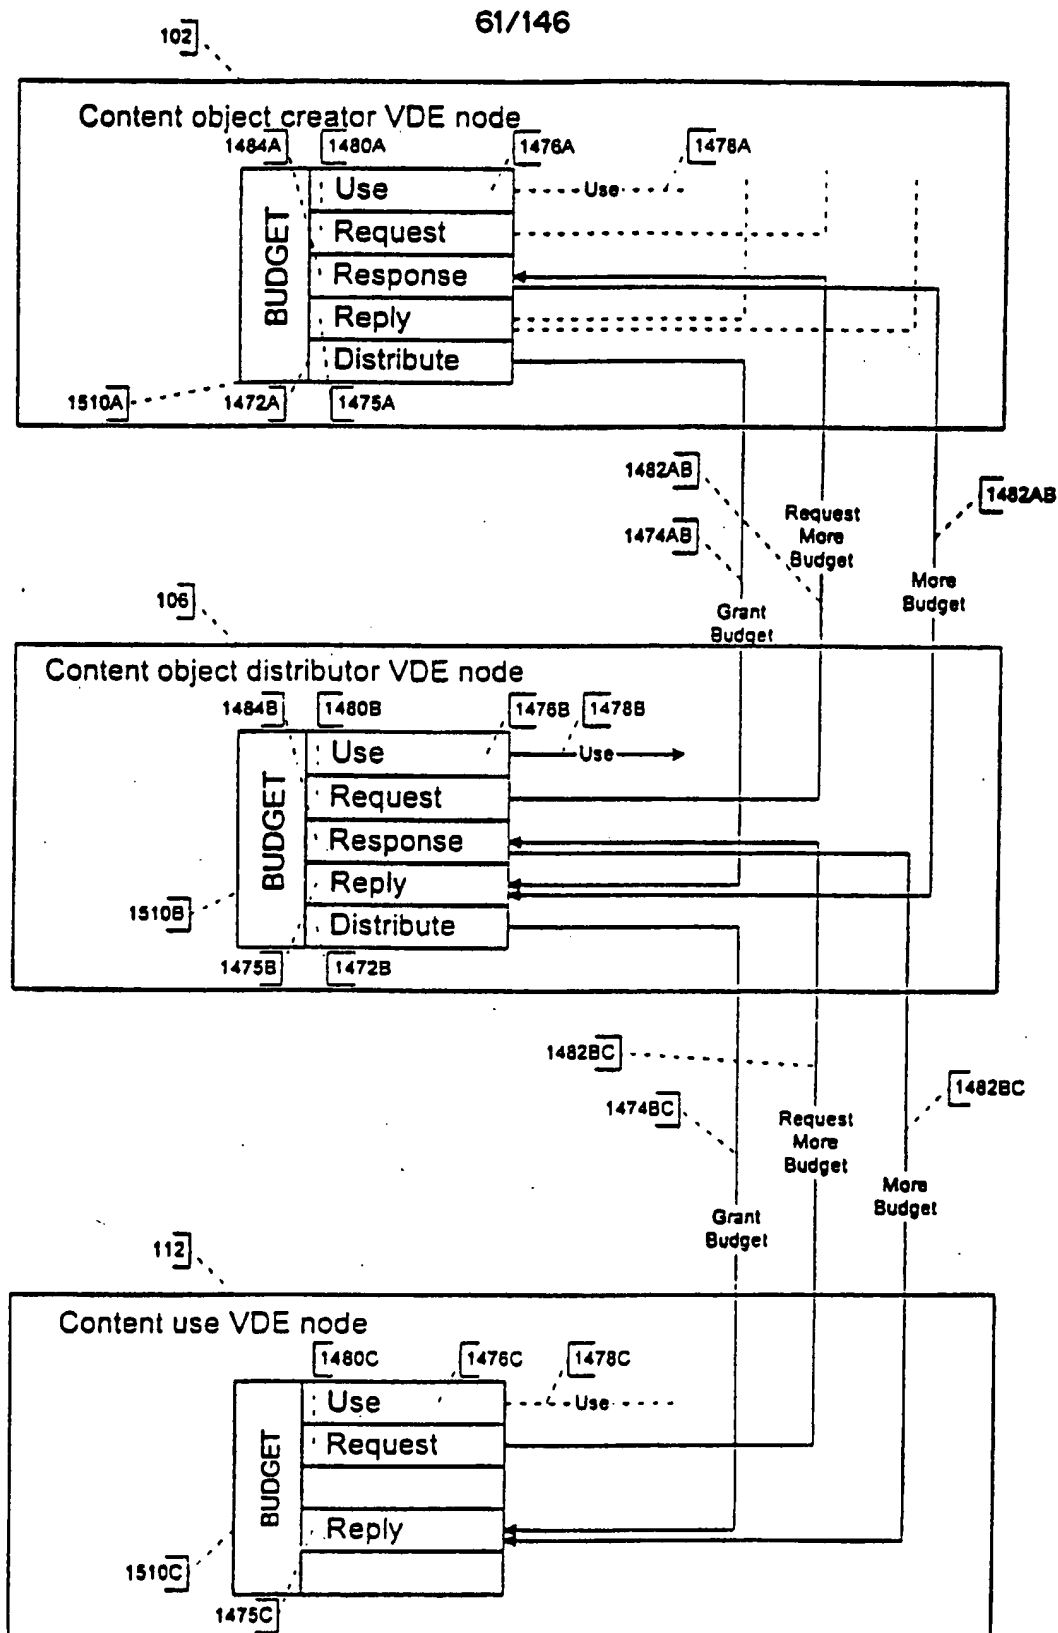 61/146
102
Content object creator VDE node
1484A 1480A 1476A 1478A
BUDGET
Use
Use
Request
Response
Reply
Distribute
1510A 1472A 1475A
1482AB
1482AB
Request
More
Budget
1474AB
More
Budget
Grant
Budget
106
Content object distributor VDE node
1484B 1480B 1476B 1478B
BUDGET
Use
Use
Request
Response
Reply
Distribute
1510B
1475B 1472B
1482BC
1482BC
1474BC
Request
More
Budget
More
Budget
Grant
Budget
112
Content use VDE node
1480C 1476C 1478C
BUDGET
Use
Use
Request
Reply
1510C
1475C